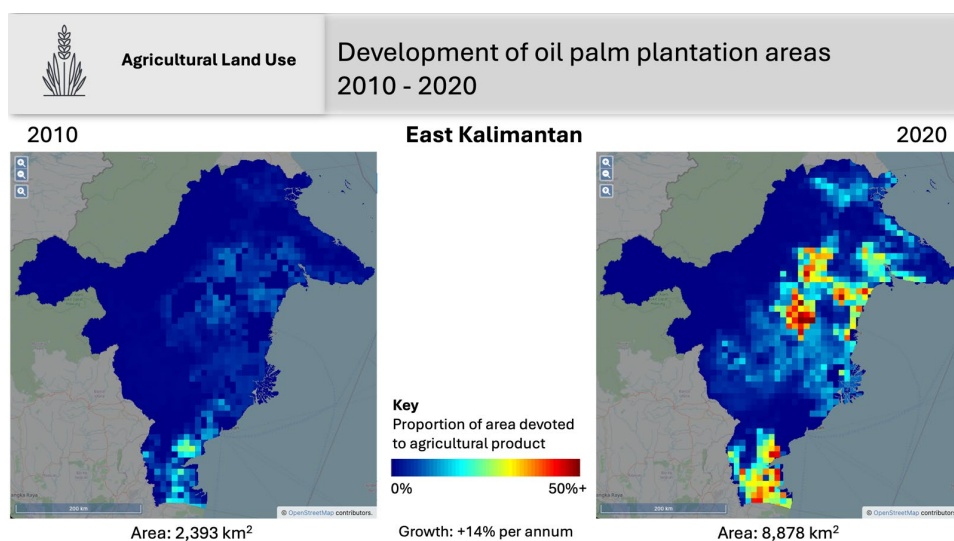 Agricultural Land Use
Development of oil palm plantation areas
2010 - 2020
2010
East Kalimantan
2020
Key
Proportion of area devoted
to agricultural product
0%
50%+
200 km
© OpenStreetMap contributors.
200 km
© OpenStreetMap contributors.
Area: 2,393 km²
Growth: +14% per annum
Area: 8,878 km²